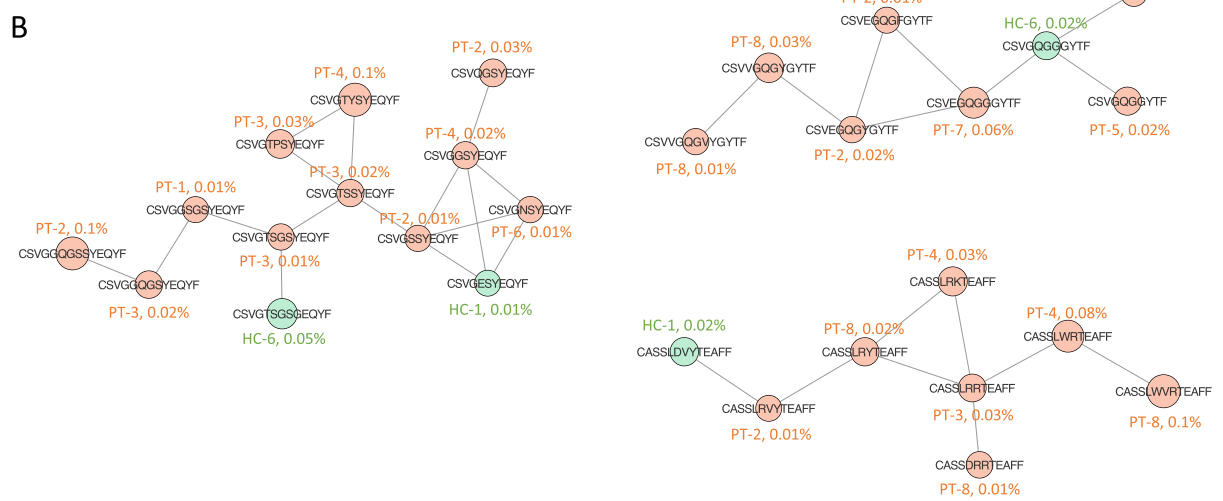 B
PT-2, 0.03%
CSVQGSYEQYF
PT-4, 0.1%
CSVGTYSYEQYF
PT-3, 0.03%
CSVGTPSYEQYF
PT-4, 0.02%
CSVGGSYEQYF
PT-3, 0.02%
CSVGTSSYEQYF
PT-1, 0.01%
CSVGGSGSYEQYF
PT-2, 0.01%
CSVGSSYEQYF
CSVGNSYEQYF
PT-6, 0.01%
PT-2, 0.1%
CSVGGQGSSYEQYF
CSVGTSGSYEQYF
PT-3, 0.01%
CSVGGQGSYEQYF
PT-3, 0.02%
CSVGESYEQYF
HC-1, 0.01%
CSVGTSGSGEQYF
HC-6, 0.05%
PT-2, 0.01%
CSVEGQGFGYTF
HC-6, 0.02%
CSVGQGGGYTF
PT-8, 0.03%
CSVVGQGYGYTF
CSVEGQGGGYTF
PT-7, 0.06%
CSVGQGGYTF
PT-5, 0.02%
CSVEGQGYGYTF
PT-2, 0.02%
CSVVGQGVYGYTF
PT-8, 0.01%
PT-4, 0.03%
CASSLRKTEAFF
HC-1, 0.02%
CASSLDVYTEAFF
PT-8, 0.02%
CASSLRYTEAFF
PT-4, 0.08%
CASSLWRTEAFF
CASSLRRTEAFF
PT-3, 0.03%
CASSLWVRTEAFF
PT-8, 0.1%
CASSLRVYTEAFF
PT-2, 0.01%
CASSDRRTEAFF
PT-8, 0.01%